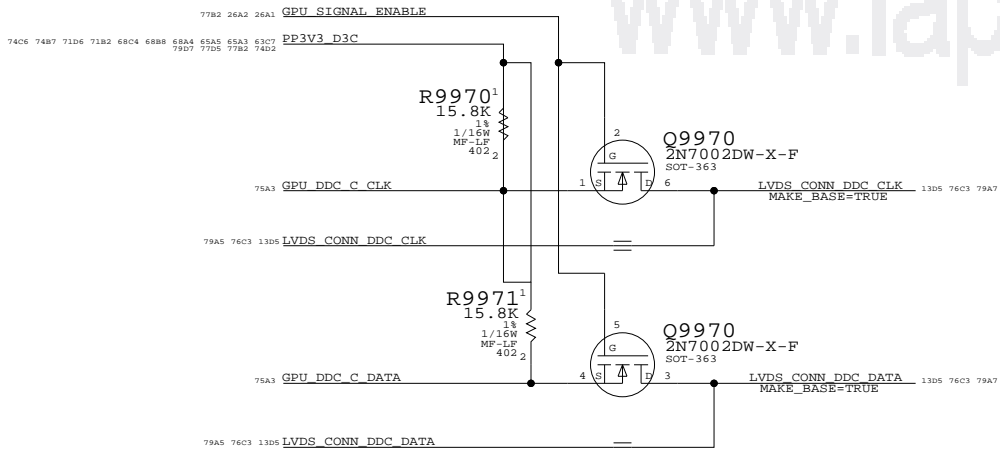 www.lap
77B2 26A2 26A1 GPU_SIGNAL_ENABLE
74C6 74B7 71D6 71B2 68C4 68B8 68A4 65A5 65A3 63C7 PP3V3_D3C
79D7 77D5 77B2 74D2
R9970 1
15.8K
1%
1/16W
MF-LF
402 2
2
Q9970
2N7002DW-X-F
SOT-363
G
75A3 GPU_DDC_C_CLK
1 S D 6
LVDS_CONN_DDC_CLK 13D5 76C3 79A7
MAKE_BASE=TRUE
79A5 76C3 13D5 LVDS_CONN_DDC_CLK
R9971 1
15.8K
1%
1/16W
MF-LF
402 2
5
Q9970
2N7002DW-X-F
SOT-363
G
75A3 GPU_DDC_C_DATA
4 S D 3
LVDS_CONN_DDC_DATA 13D5 76C3 79A7
MAKE_BASE=TRUE
79A5 76C3 13D5 LVDS_CONN_DDC_DATA